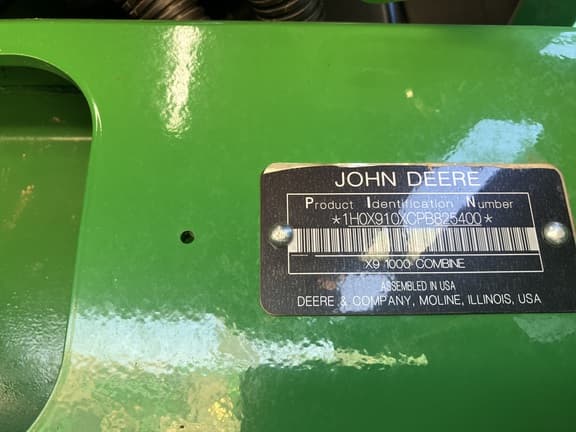 JOHN DEERE
Product Identification Number
*1H0X910XCPB825400*
X9 1000 COMBINE
ASSEMBLED IN USA
DEERE & COMPANY, MOLINE, ILLINOIS, USA